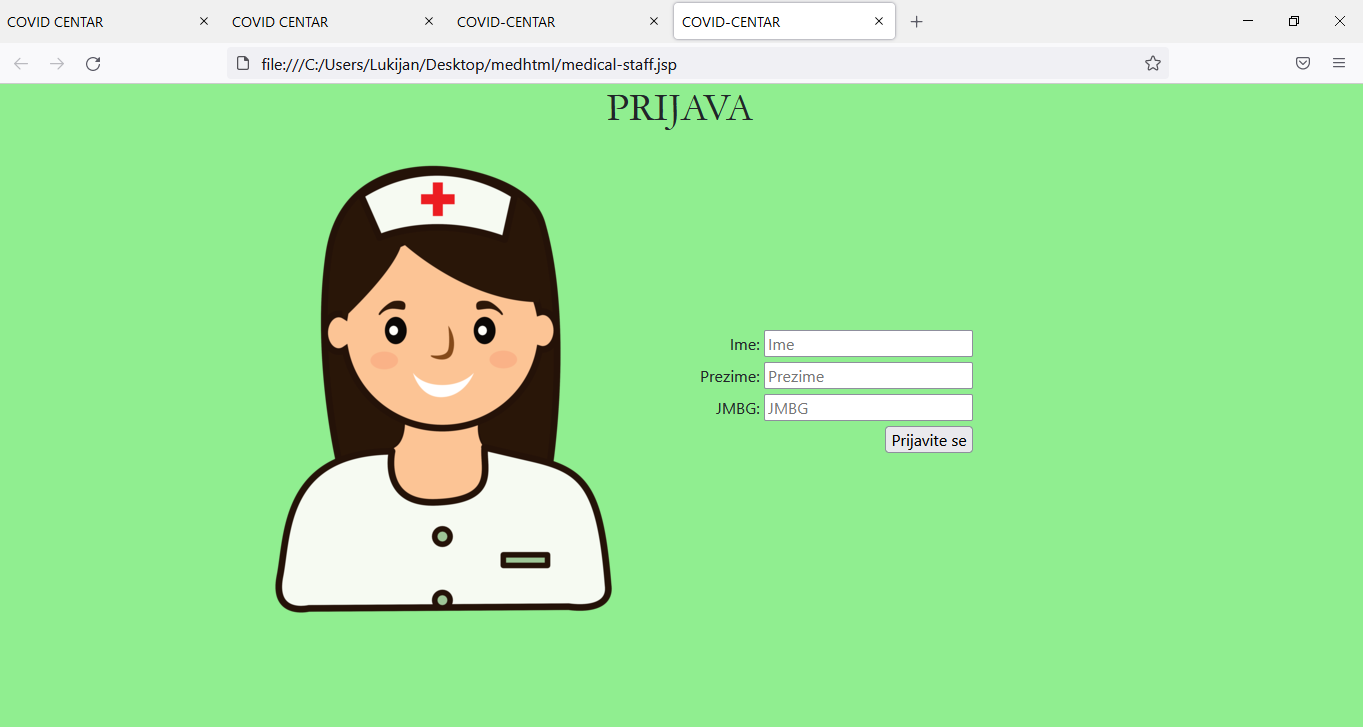 COVID CENTAR
COVID CENTAR
COVID-CENTAR
COVID-CENTAR
file:///C:/Users/Lukijan/Desktop/medhtml/medical-staff.jsp
PRIJAVA
Ime: Ime
Prezime: Prezime
JMBG: JMBG
Prijavite se